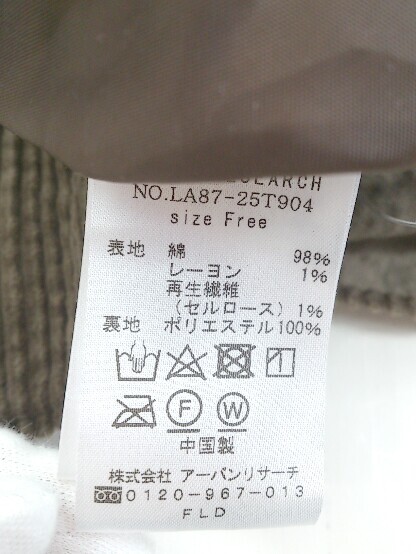 NO.LA87-25T904
size Free
表地 綿 98%
レーヨン 1%
再生繊維
（セルロース）1%
裏地 ポリエステル100%
F W
中国製
株式会社 アーバンリサーチ
0120-967-013
FLD